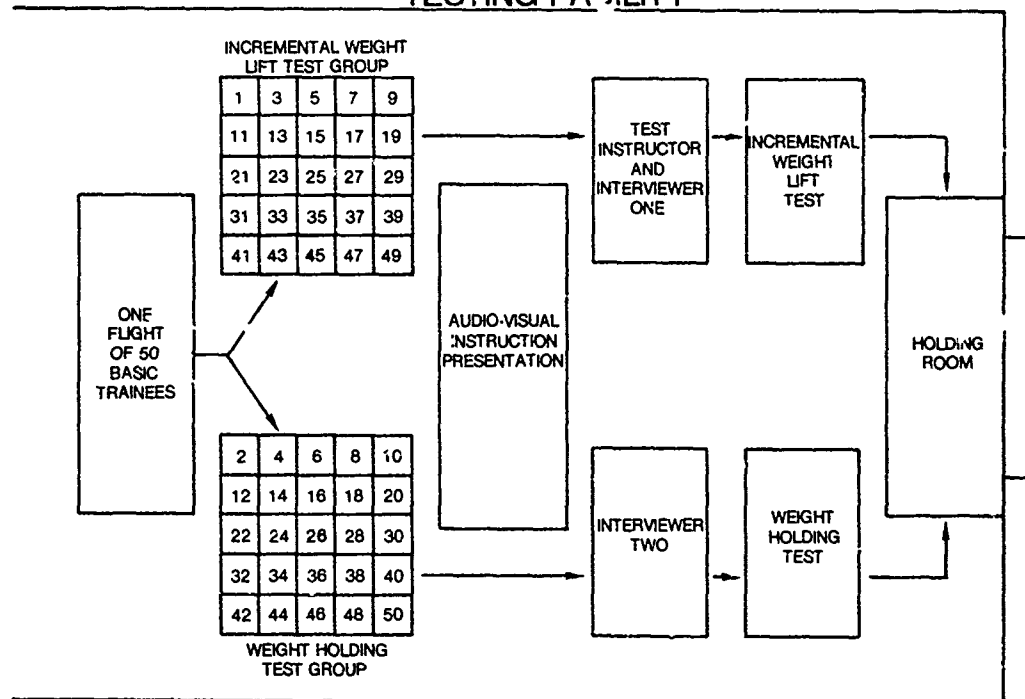 INCREMENTAL WEIGHT
LIFT TEST GROUP
1 3 5 7 9
11 13 15 17 19
21 23 25 27 29
31 33 35 37 39
41 43 45 47 49
ONE
FLIGHT
OF 50
BASIC
TRAINEES
2 4 6 8 10
12 14 16 18 20
22 24 26 28 30
32 34 36 38 40
42 44 46 48 50
WEIGHT HOLDING
TEST GROUP
AUDIO-VISUAL
INSTRUCTION
PRESENTATION
TEST
INSTRUCTOR
AND
INTERVIEWER
ONE
INCREMENTAL
WEIGHT
LIFT
TEST
INTERVIEWER
TWO
WEIGHT
HOLDING
TEST
HOLDING
ROOM